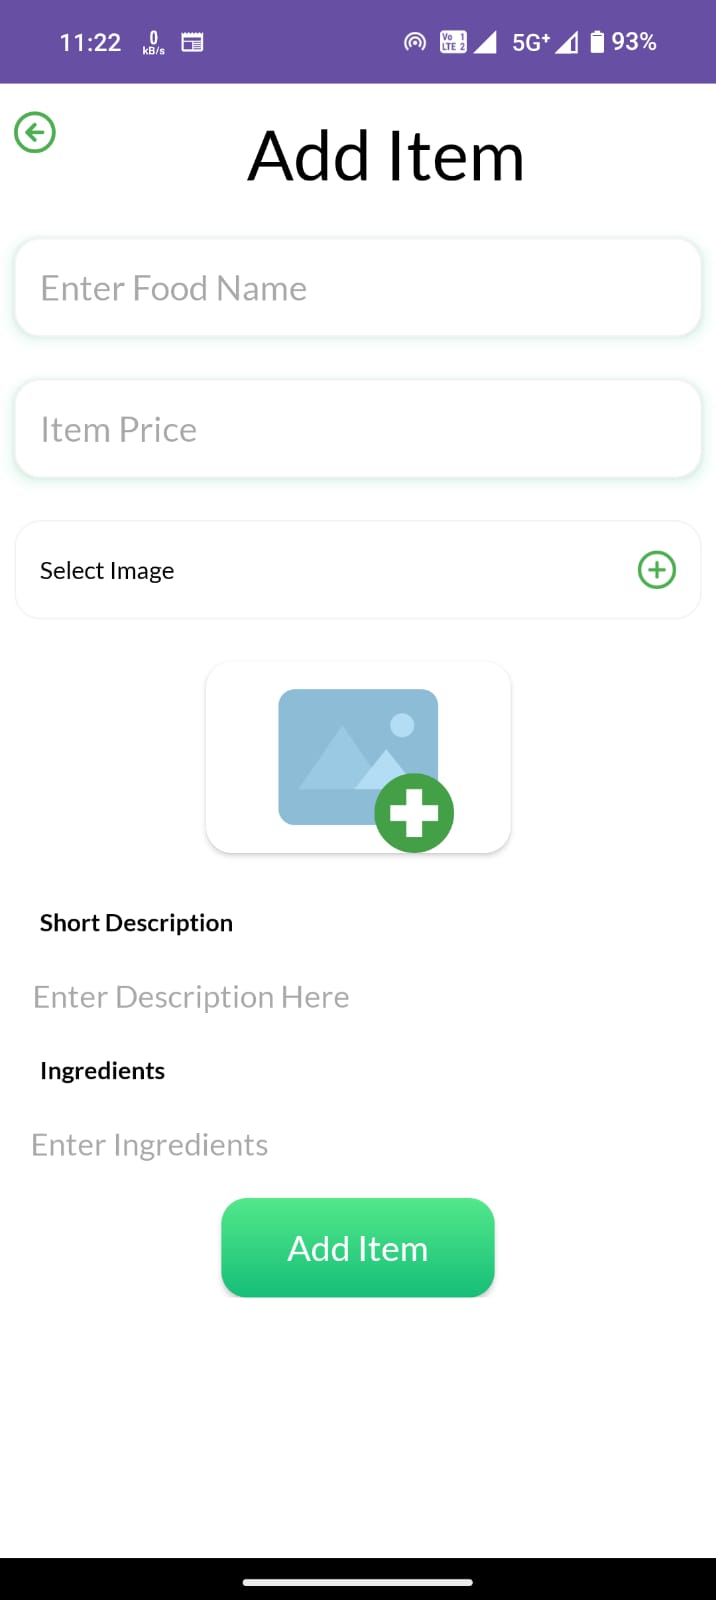 11:22 0 kB/s Vo 1 LTE 2 5G+ 93%
Add Item
Enter Food Name
Item Price
Select Image
Short Description
Enter Description Here
Ingredients
Enter Ingredients
Add Item